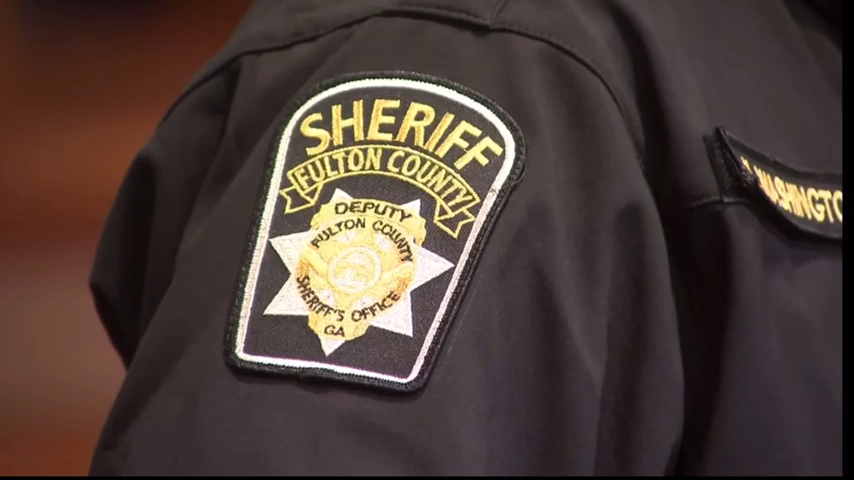 SHERIFF
FULTON COUNTY
DEPUTY
FULTON COUNTY
SHERIFF'S OFFICE
GA